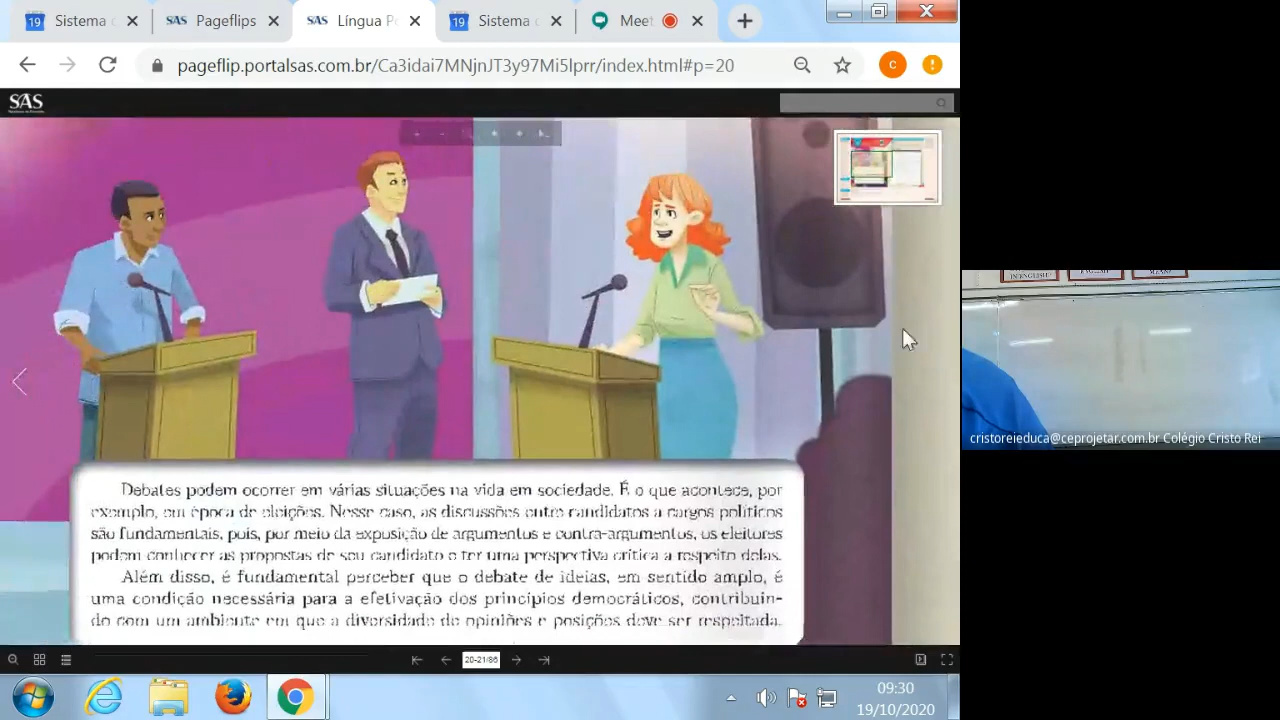 Sistema
Pageflips
Língua P
Sistema
Meet
pageflip.portalsas.com.br/Ca3idai7MNjnJT3y97Mi5lprr/index.html#p=20
C
SAS
Debates podem ocorrer em várias situações na vida em sociedade. É o que acontece, por
exemplo, em época de eleições. Nesse caso, as discussões entre candidatos a cargos políticos
são fundamentais, pois, por meio da exposição de argumentos e contra-argumentos, os eleitores
podem conhecer as propostas de seu candidato e ter uma perspectiva crítica a respeito delas.
Além disso, é fundamental perceber que o debate de ideias, em sentido amplo, é
uma condição necessária para a efetivação dos princípios democráticos, contribuin-
do com um ambiente em que a diversidade de opiniões e posições deve ser respeitada.
IN ENGLISH?
ENGLISH
MEAN?
cristoreieduca@ceprojetar.com.br Colégio Cristo Rei
20-21/86
09:30
19/10/2020